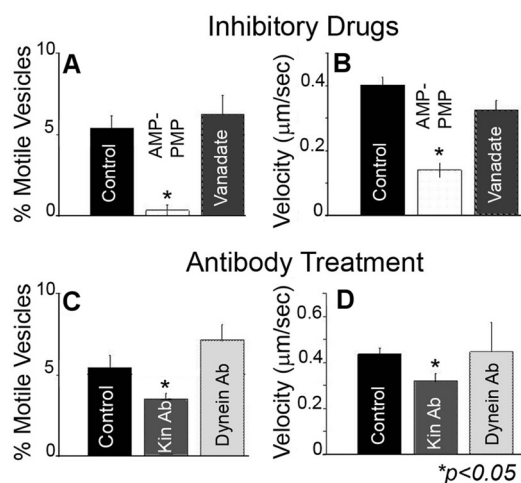 Inhibitory Drugs
A
% Motile Vesicles
10
5
0
Control
AMP-
PMP
*
Vanadate
B
Velocity (µm/sec)
0.4
0.2
0
Control
AMP-
PMP
*
Vanadate
Antibody Treatment
C
% Motile Vesicles
10
5
0
Control
*
Kin Ab
Dynein Ab
D
Velocity (µm/sec)
0.6
0.4
0.2
0
Control
*
Kin Ab
Dynein Ab
*p<0.05